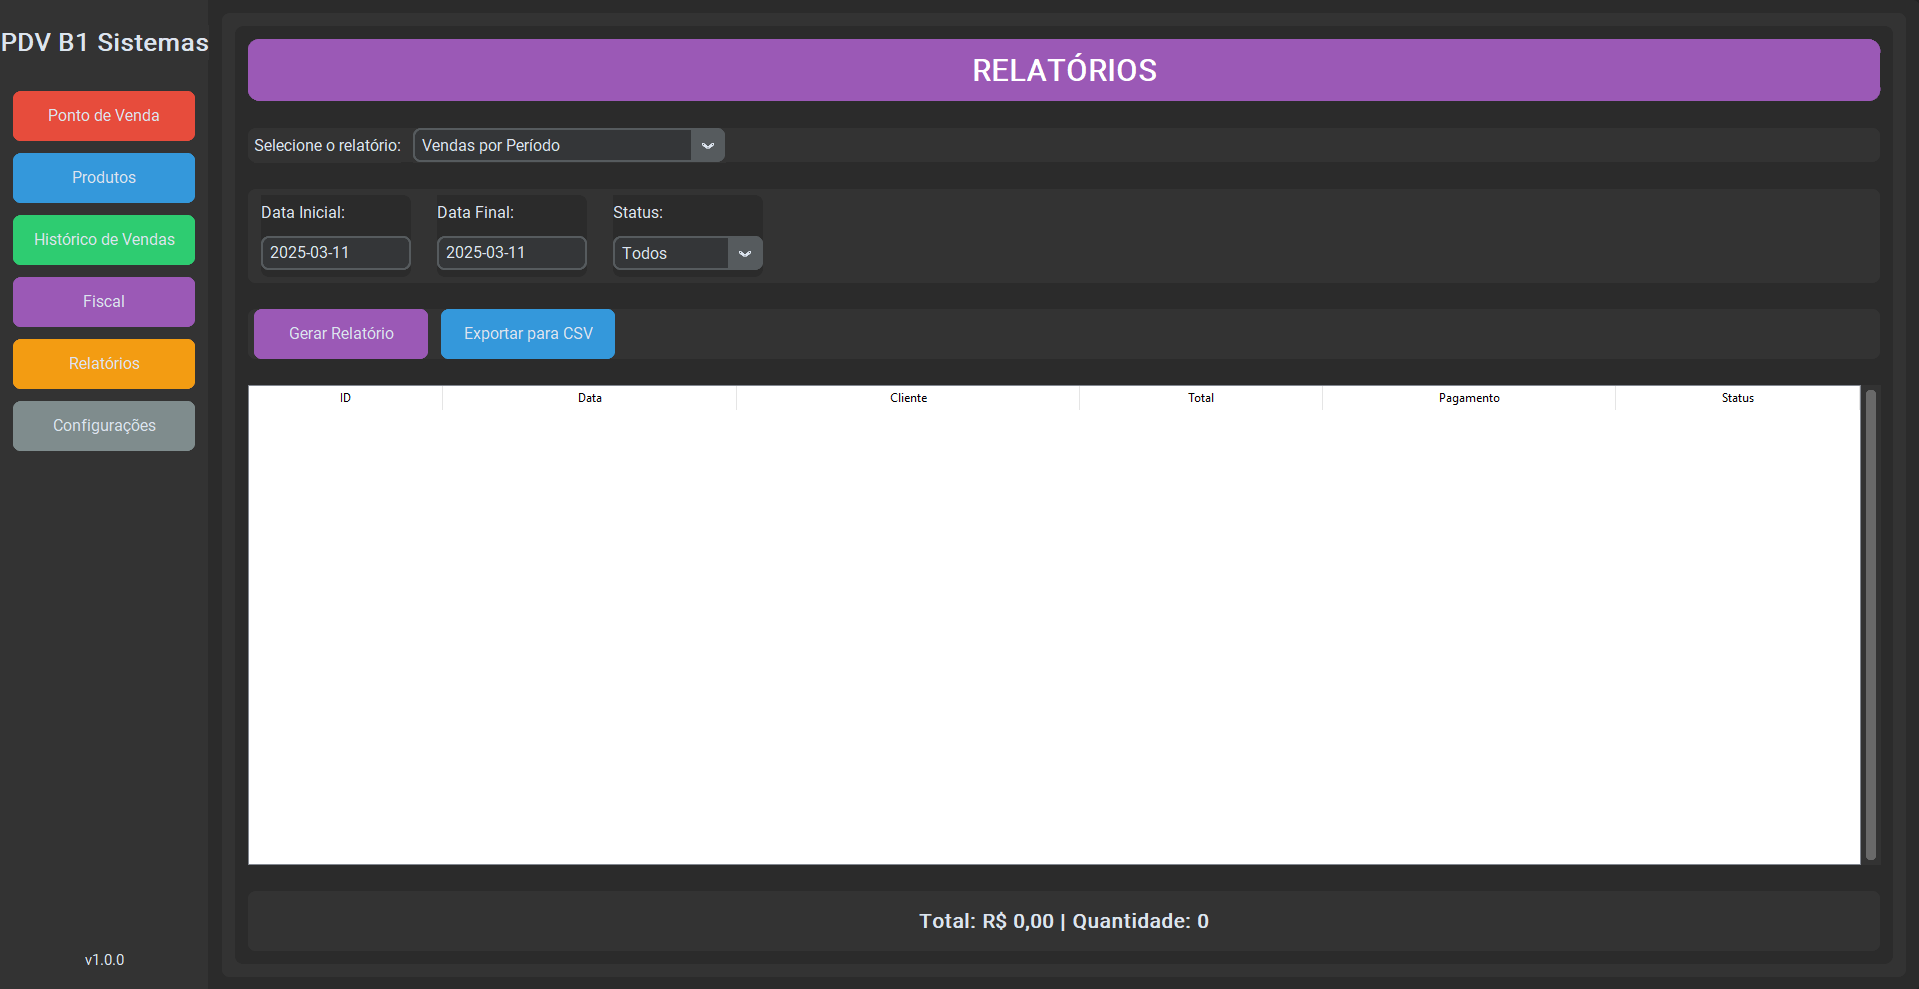 PDV B1 Sistemas
Ponto de Venda
Produtos
Histórico de Vendas
Fiscal
Relatórios
Configurações
v1.0.0
RELATÓRIOS
Selecione o relatório: Vendas por Período
Data Inicial: Data Final: Status:
2025-03-11 2025-03-11 Todos
Gerar Relatório Exportar para CSV
ID Data Cliente Total Pagamento Status
Total: R$ 0,00 | Quantidade: 0